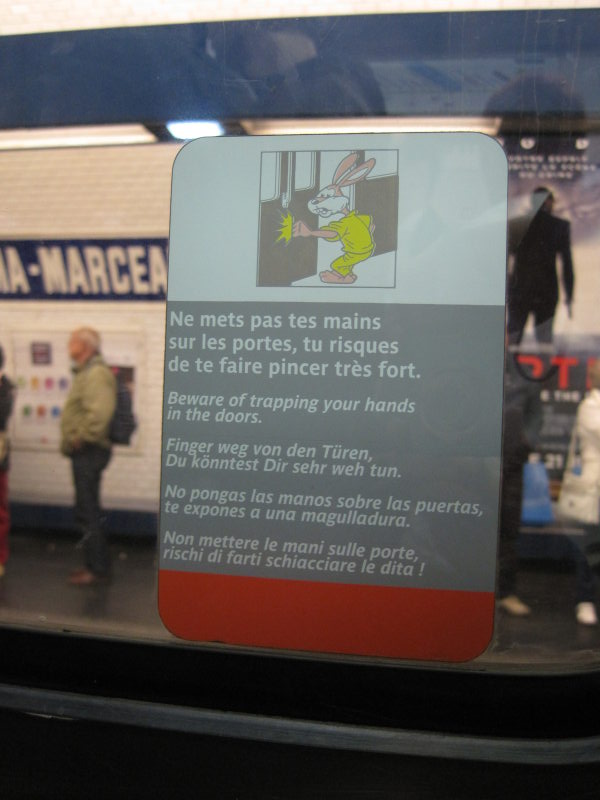 A-MARCEA
Ne mets pas tes mains
sur les portes, tu risques
de te faire pincer très fort.
Beware of trapping your hands
in the doors.
Finger weg von den Türen,
Du könntest Dir sehr weh tun.
No pongas las manos sobre las puertas,
te expones a una magulladura.
Non mettere le mani sulle porte,
rischi di farti schiacciare le dita !